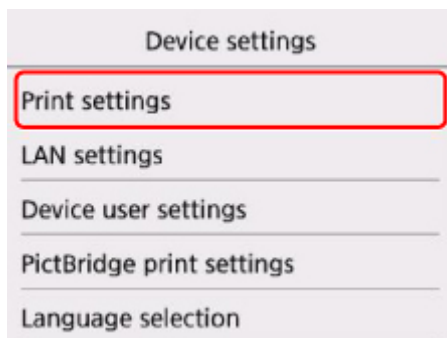 Device settings
Print settings
LAN settings
Device user settings
PictBridge print settings
Language selection